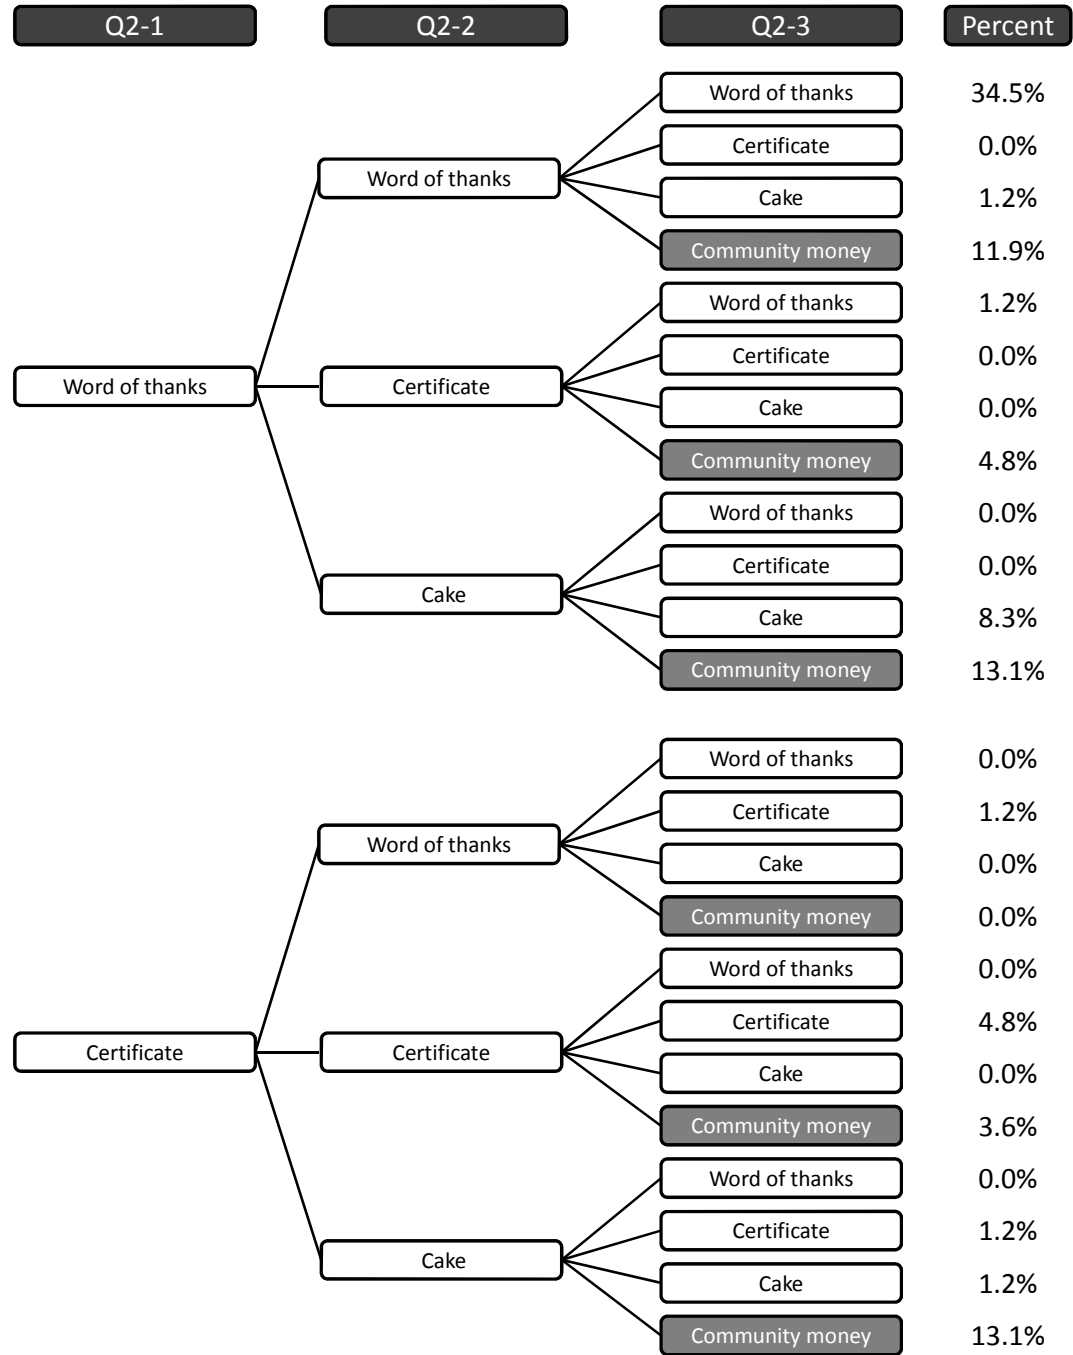 Q2-1 Q2-2 Q2-3 Percent
Word of thanks 34.5%
Certificate 0.0%
Word of thanks
Cake 1.2%
Community money 11.9%
Word of thanks 1.2%
Certificate 0.0%
Word of thanks Certificate
Cake 0.0%
Community money 4.8%
Word of thanks 0.0%
Certificate 0.0%
Cake
Cake 8.3%
Community money 13.1%
Word of thanks 0.0%
Certificate 1.2%
Word of thanks
Cake 0.0%
Community money 0.0%
Word of thanks 0.0%
Certificate 4.8%
Certificate Certificate
Cake 0.0%
Community money 3.6%
Word of thanks 0.0%
Certificate 1.2%
Cake
Cake 1.2%
Community money 13.1%